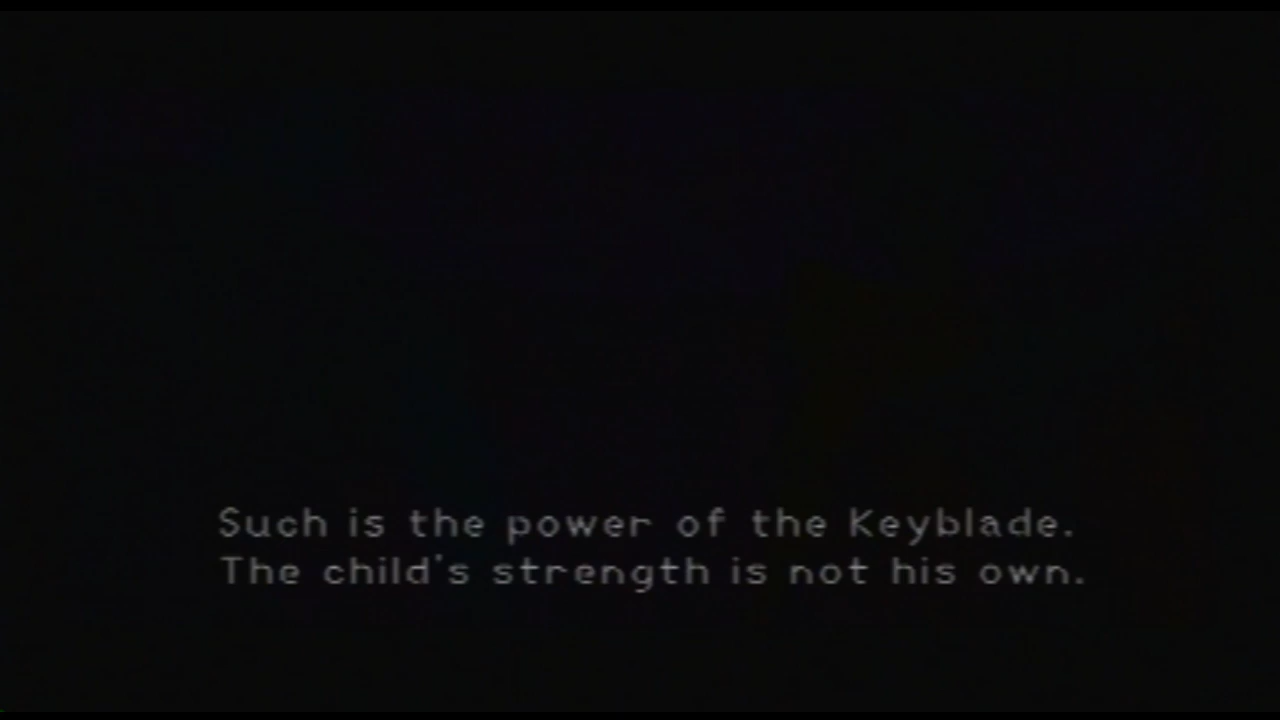 Such is the power of the Keyblade.
The child's strength is not his own.